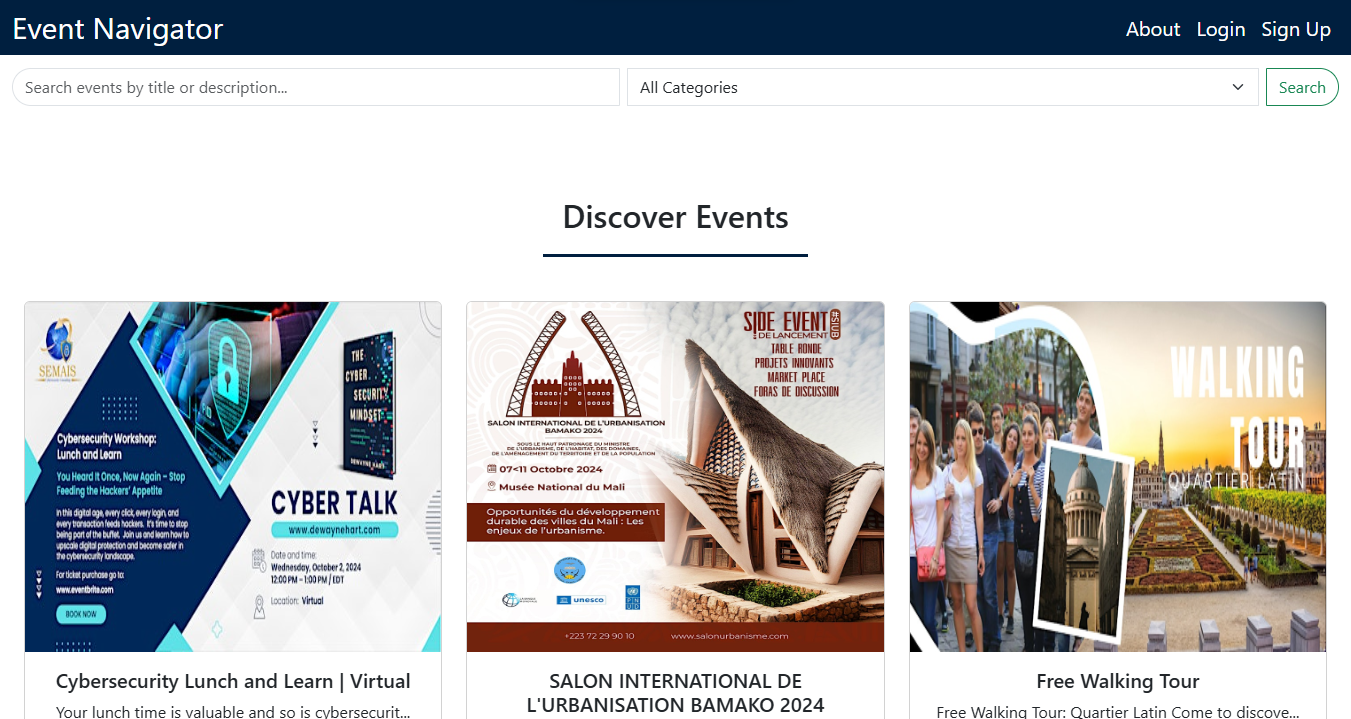 Event Navigator
About Login Sign Up
Search events by title or description...
All Categories
Search
Discover Events
SEMAIS
Cybersecurity Workshop:
Lunch and Learn
You Heard It Once, Now Again – Stop
Feeding the Hackers' Appetite
In this digital age, every click, every login, and
every transaction feeds hackers. It's time to stop
being part of the buffet. Join us and learn how to
upscale digital protection and become safer in
the cybersecurity landscape.
For ticket purchase go to:
www.eventbrite.com
BOOK NOW
THE
CYBER
SECURITY
MINDSET
DEWAYNE HART
CYBER TALK
www.dewaynehart.com
Date and time:
Wednesday, October 2, 2024
12:00 PM – 1:00 PM / EDT
Location: Virtual
Cybersecurity Lunch and Learn | Virtual
Your lunch time is valuable and so is cybersecurit...
SIDE EVENT
#SIUB
DE LANCEMENT
TABLE RONDE
PROJETS INNOVANTS
MARKET PLACE
FORAS DE DISCUSSION
SALON INTERNATIONAL DE L'URBANISATION
BAMAKO 2024
SOUS LE HAUT PATRONAGE DU MINISTRE
DE L'URBANISME, DE L'HABITAT, DES DOMAINES,
DE L'AMÉNAGEMENT DU TERRITOIRE ET DE LA POPULATION
07<11 Octobre 2024
Musée National du Mali
Opportunités du développement
durable des villes du Mali : Les
enjeux de l'urbanisme.
unesco
+223 72 29 90 10
www.salonurbanisme.com
SALON INTERNATIONAL DE
L'URBANISATION BAMAKO 2024
WALKING
TOUR
QUARTIER LATIN
Free Walking Tour
Free Walking Tour: Quartier Latin Come to discove...